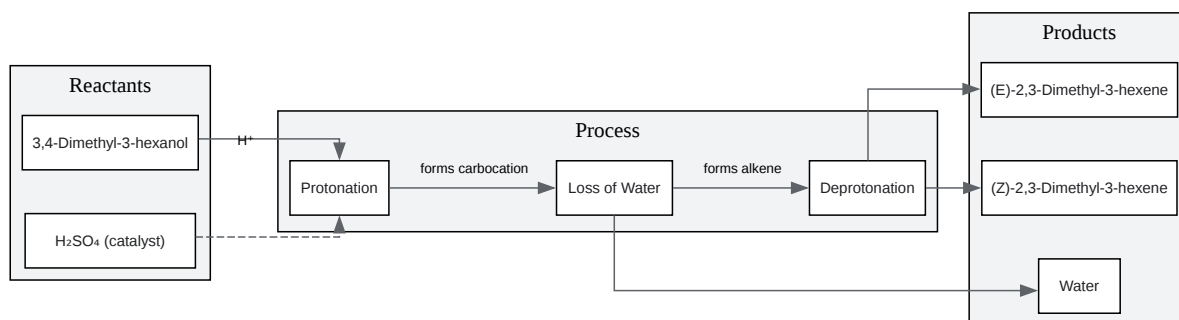 Reactants
3,4-Dimethyl-3-hexanol
H₂SO₄ (catalyst)
H⁺
Process
Protonation
forms carbocation
Loss of Water
forms alkene
Deprotonation
Products
(E)-2,3-Dimethyl-3-hexene
(Z)-2,3-Dimethyl-3-hexene
Water